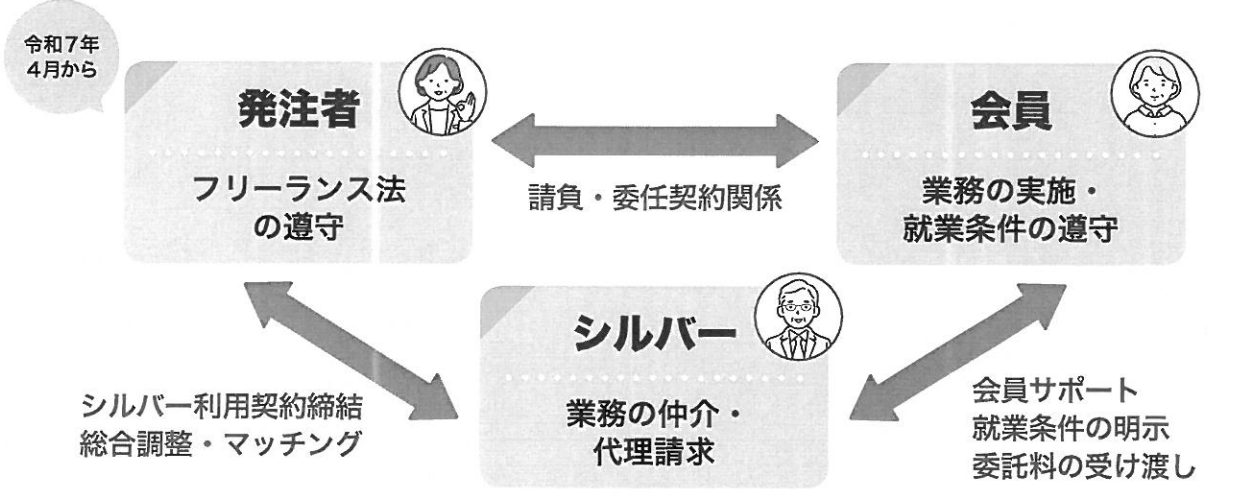 令和7年
4月から
発注者
フリーランス法
の遵守
請負・委任契約関係
会員
業務の実施・
就業条件の遵守
シルバー
業務の仲介・
代理請求
シルバー利用契約締結
総合調整・マッチング
会員サポート
就業条件の明示
委託料の受け渡し